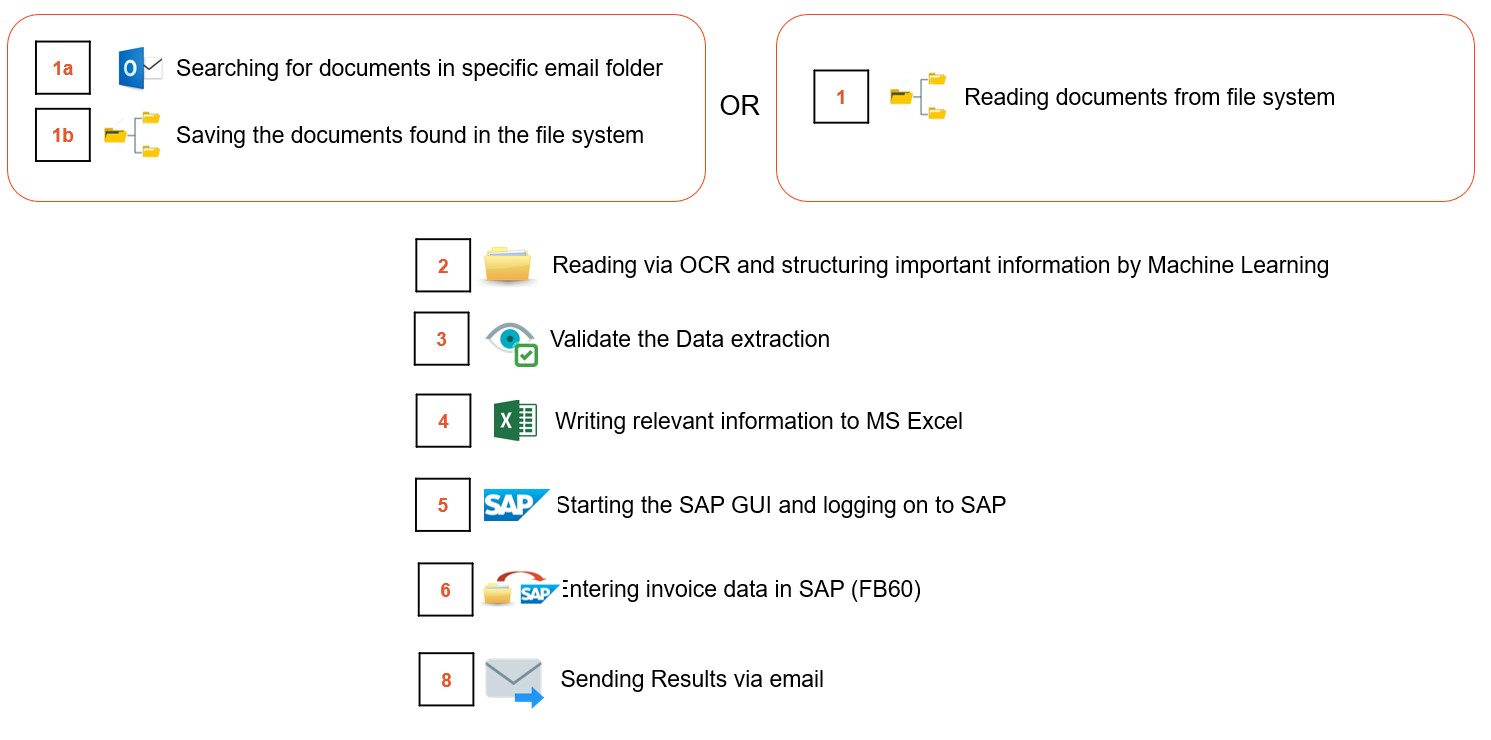 1a Searching for documents in specific email folder
1b Saving the documents found in the file system
OR
1 Reading documents from file system
2 Reading via OCR and structuring important information by Machine Learning
3 Validate the Data extraction
4 X Writing relevant information to MS Excel
5 SAP Starting the SAP GUI and logging on to SAP
6 SAP Entering invoice data in SAP (FB60)
8 Sending Results via email